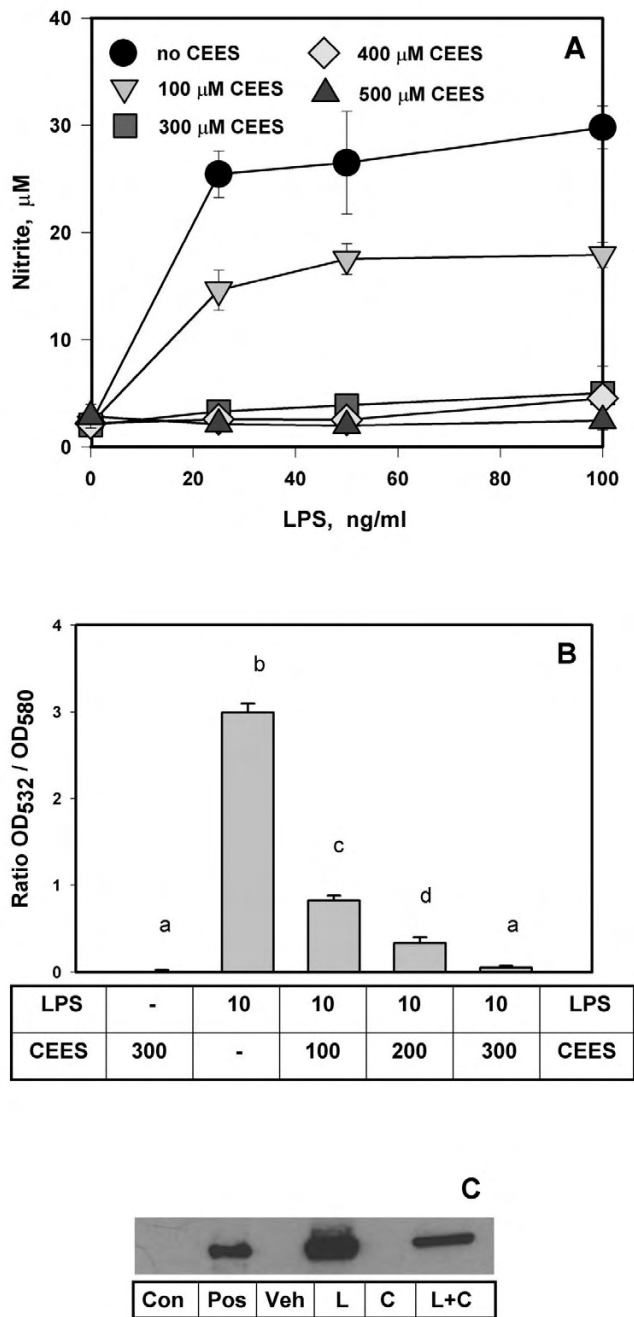 A
no CEES
400 μM CEES
100 μM CEES
500 μM CEES
300 μM CEES
Nitrite, μM
40
30
20
10
0
0 20 40 60 80 100
LPS, ng/ml
B
Ratio OD532 / OD580
4
3
2
1
0
a b c d a
LPS - 10 10 10 10 LPS
CEES 300 - 100 200 300 CEES
C
Con Pos Veh L C L+C